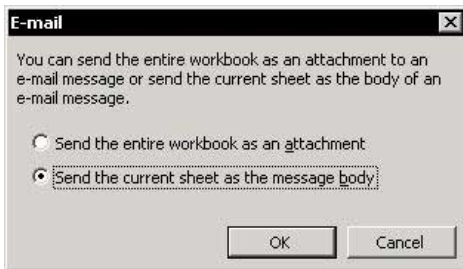 E-mail
You can send the entire workbook as an attachment to an
e-mail message or send the current sheet as the body of an
e-mail message.
Send the entire workbook as an attachment
Send the current sheet as the message body
OK Cancel